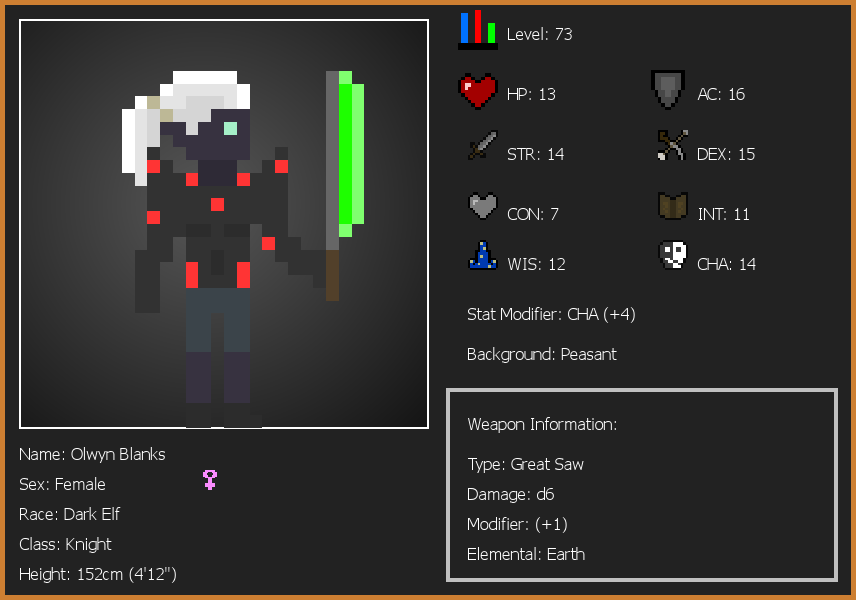 Level: 73
HP: 13
AC: 16
STR: 14
DEX: 15
CON: 7
INT: 11
WIS: 12
CHA: 14
Stat Modifier: CHA (+4)
Background: Peasant
Weapon Information:
Type: Great Saw
Damage: d6
Modifier: (+1)
Elemental: Earth
Name: Olwyn Blanks
Sex: Female
Race: Dark Elf
Class: Knight
Height: 152cm (4'12")